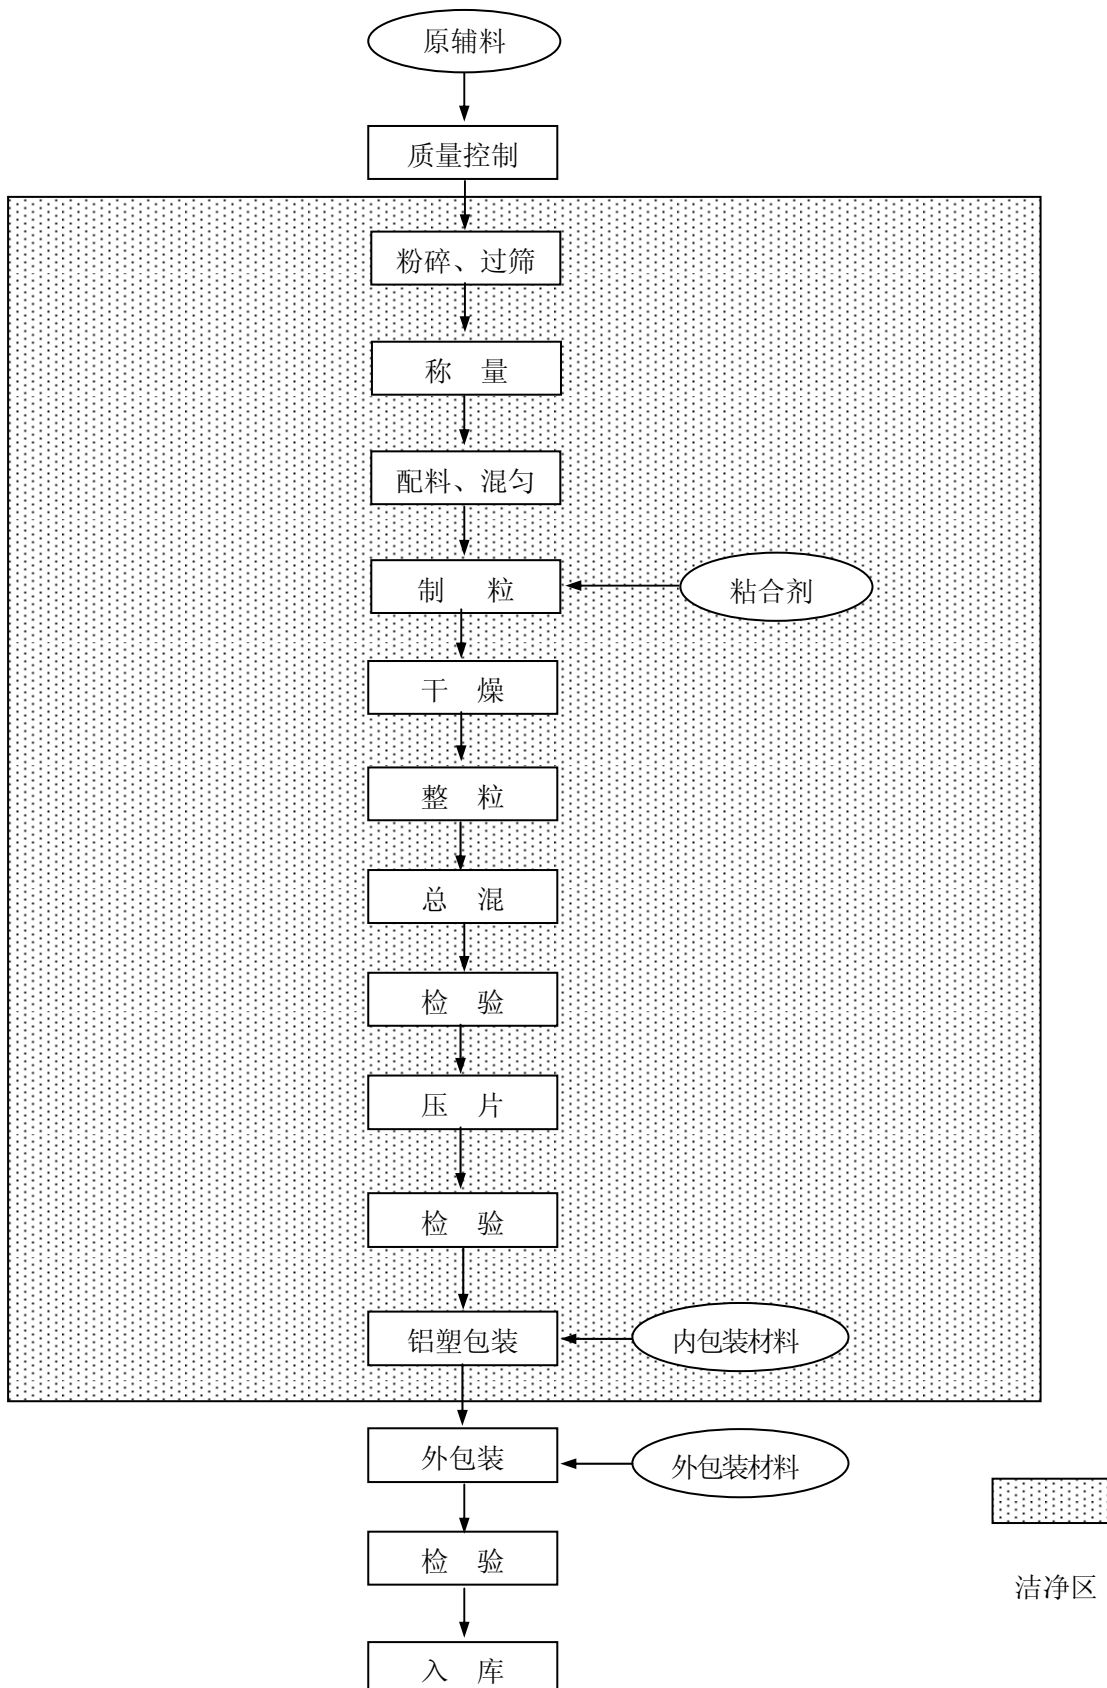 原辅料
质量控制
粉碎、过筛
称 量
配料、混匀
制 粒
粘合剂
干 燥
整 粒
总 混
检 验
压 片
检 验
铝塑包装
内包装材料
外包装
外包装材料
检 验
洁净区
入 库